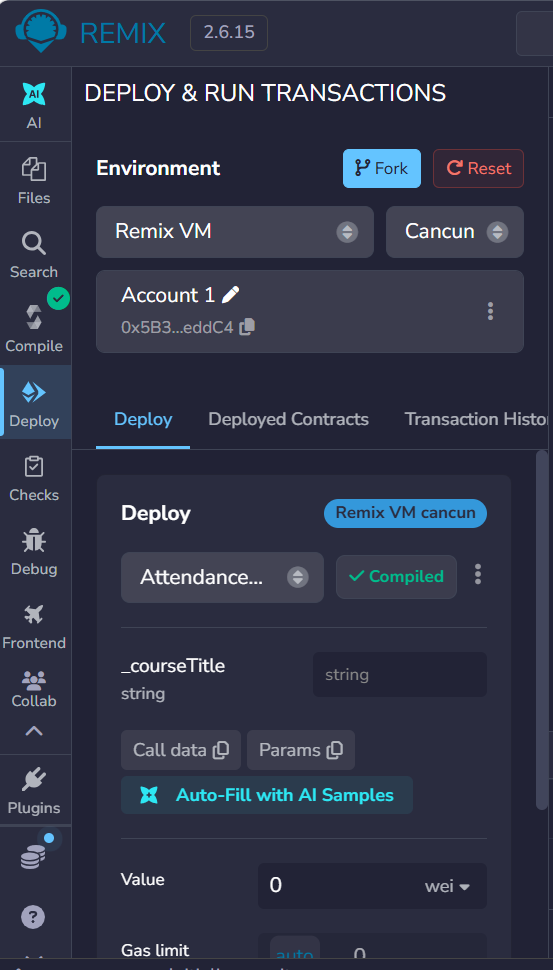 REMIX 2.6.15
AI
DEPLOY & RUN TRANSACTIONS
AI
Environment Fork Reset
Files
Remix VM Cancun
Search
Account 1
0x5B3...eddC4
Compile
Deploy Deployed Contracts
Deploy
Checks
Deploy Remix VM cancun
Debug
Attendance... Compiled
Frontend
_courseTitle string
string
Collab
Call data Params
Auto-Fill with AI Samples
Plugins
Value 0 wei
?
Gas limit auto 0
Transaction Histo